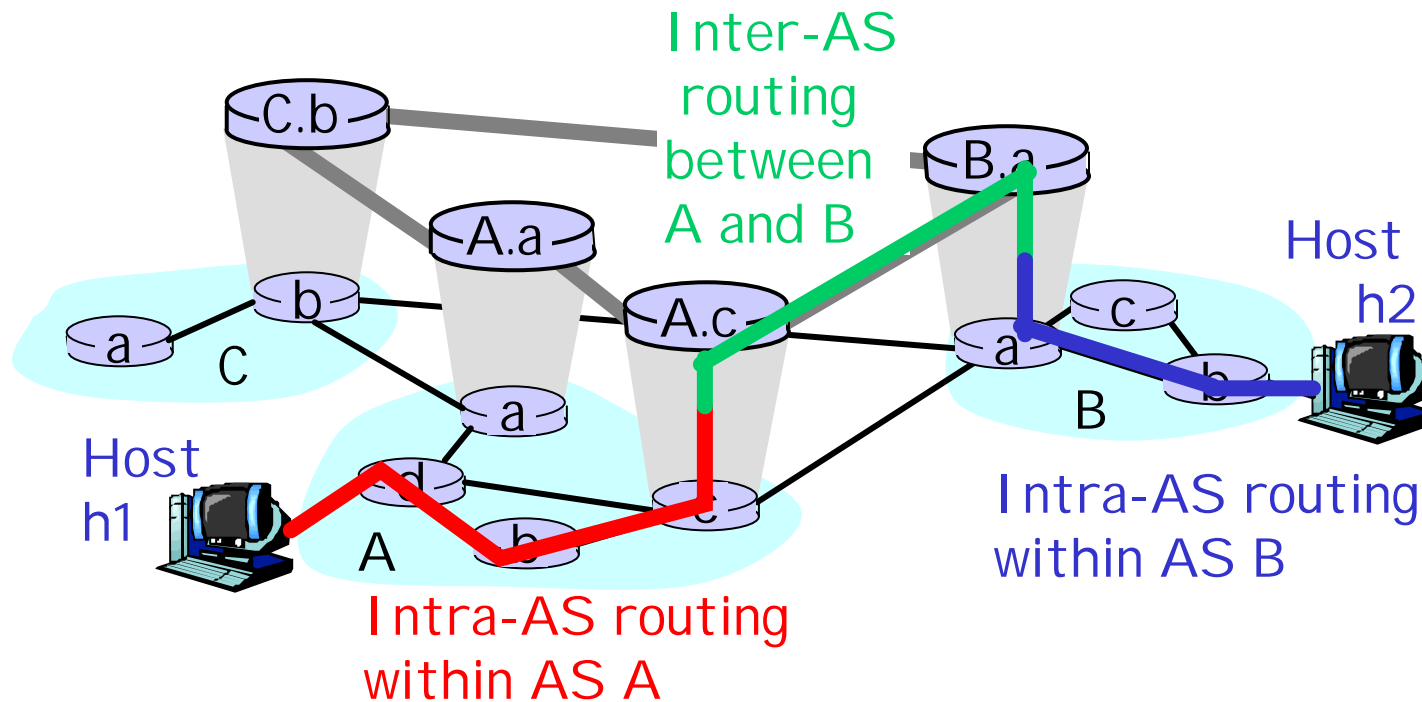 Inter-AS
routing
between
A and B
C.b
B.a
A.a
A.c
Host
h2
b
a
C
a
c
a
b
B
Host
h1
d
c
b
A
Intra-AS routing
within AS B
Intra-AS routing
within AS A